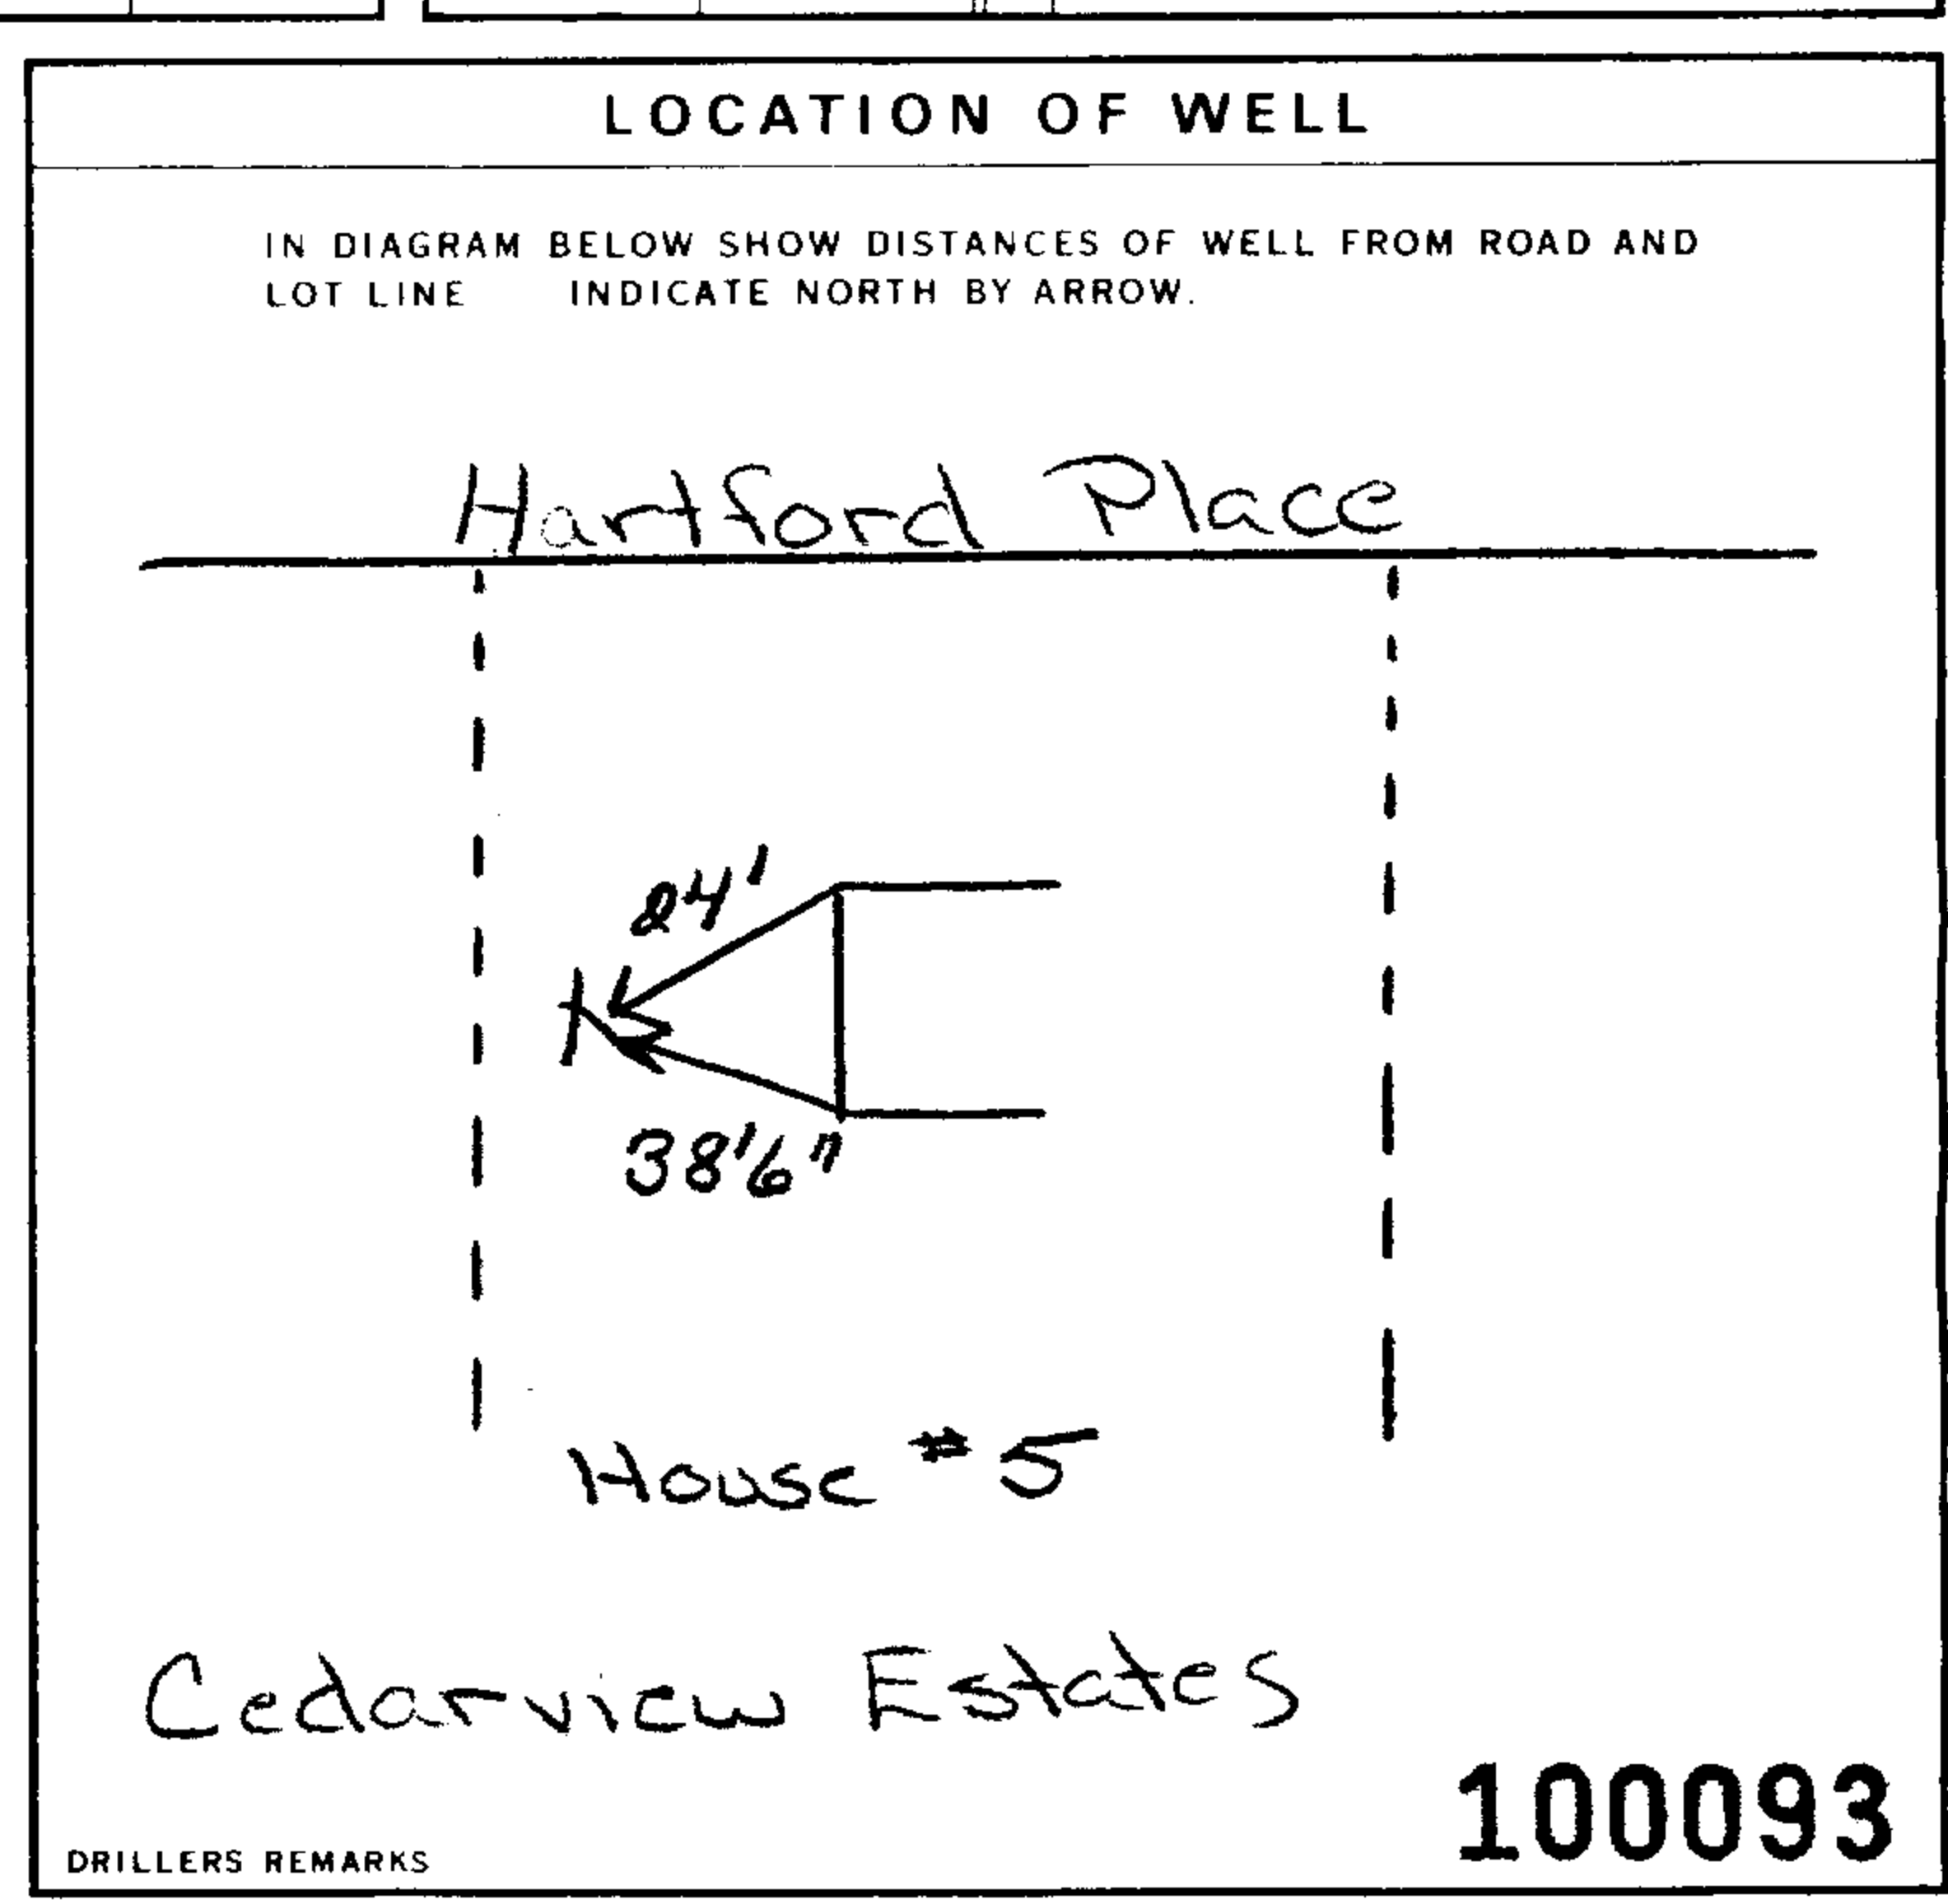 LOCATION OF WELL
IN DIAGRAM BELOW SHOW DISTANCES OF WELL FROM ROAD AND
LOT LINE INDICATE NORTH BY ARROW.
Hartford Place
24'
38'6"
House #5
Cedarview Estates
100093
DRILLERS REMARKS